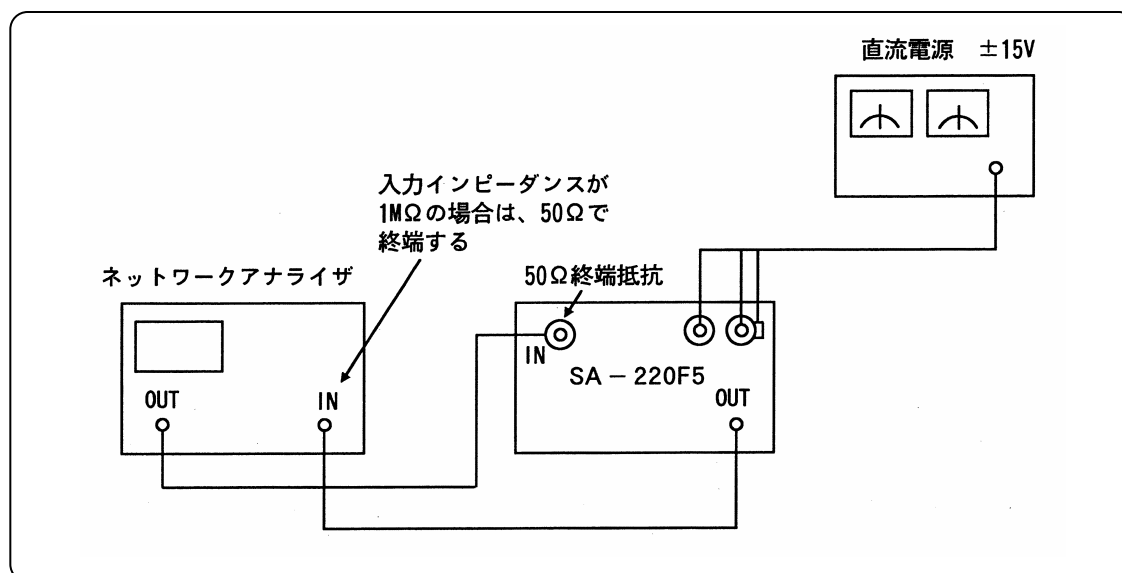 直流電源 ±15V
入力インピーダンスが
1MΩの場合は、50Ωで
終端する
ネットワークアナライザ
50Ω終端抵抗
IN
SA－220F5
OUT
IN
OUT